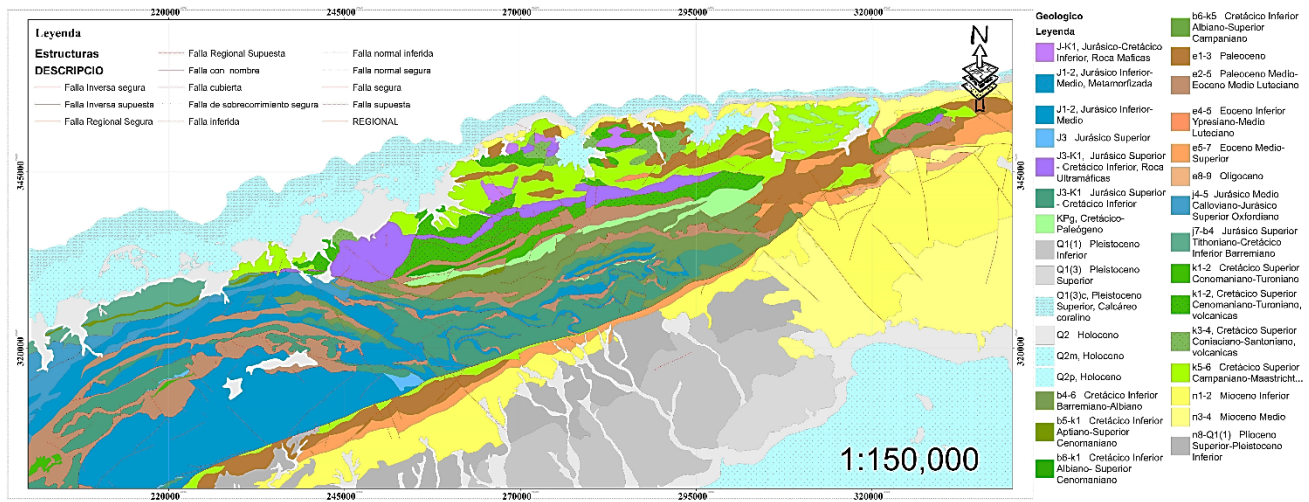 220000
245000
270000
295000
320000
Leyenda
Estructuras
DESCRIPCIO
Falla Inversa segura
Falla Inversa supuesta
Falla Regional Segura
Falla Regional Supuesta
Falla con nombre
Falla cubierta
Falla de sobrecorrimiento segura
Falla inferida
Falla normal inferida
Falla normal segura
Falla segura
Falla supuesta
REGIONAL
N
345000
345000
320000
320000
1:150,000
220000
245000
270000
295000
320000
Geologico
Leyenda
J-K1, Jurásico-Cretácico
Inferior, Roca Maficas
J1-2, Jurásico Inferior-
Medio, Metamorfizada
J1-2, Jurásico Inferior-
Medio
J3 Jurásico Superior
J3-K1, Jurásico Superior
- Cretácico Inferior, Roca
Ultramáficas
J3-K1 Jurásico Superior
- Cretácico Inferior
KPg, Cretácico-
Paleógeno
Q1(1) Pleistoceno
Inferior
Q1(3) Pleistoceno
Superior
Q1(3)c, Pleistoceno
Superior, Calcáreo
coralino
Q2 Holoceno
Q2m, Holoceno
Q2p, Holoceno
b4-6 Cretácico Inferior
Barremiano-Albiano
b5-k1 Cretácico Inferior
Aptiano-Superior
Cenomaniano
b6-k1 Cretácico Inferior
Albiano- Superior
Cenomaniano
b6-k5 Cretácico Inferior
Albiano-Superior
Campaniano
e1-3 Paleoceno
e2-5 Paleoceno Medio-
Eoceno Medio Luteciano
e4-5 Eoceno Inferior
Ypresiano-Medio
Luteciano
e5-7 Eoceno Medio-
Superior
e8-9 Oligoceno
j4-5 Jurásico Medio
Calloviano-Jurásico
Superior Oxfordiano
j7-b4 Jurásico Superior
Tithoniano-Cretácico
Inferior Barremiano
k1-2 Cretácico Superior
Cenomaniano-Turoniano
k1-2, Cretácico Superior
Cenomaniano-Turoniano,
volcanicas
k3-4, Cretácico Superior
Coniaciano-Santoniano,
volcanicas
k5-6 Cretácico Superior
Campaniano-Maastricht...
n1-2 Mioceno Inferior
n3-4 Mioceno Medio
n8-Q1(1) Plioceno
Superior-Pleistoceno
Inferior